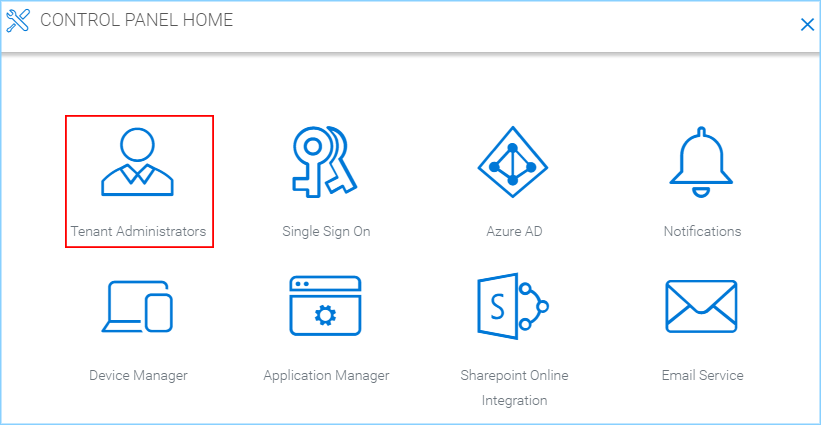 CONTROL PANEL HOME
Tenant Administrators
Single Sign On
Azure AD
Notifications
Device Manager
Application Manager
Sharepoint Online
Integration
Email Service